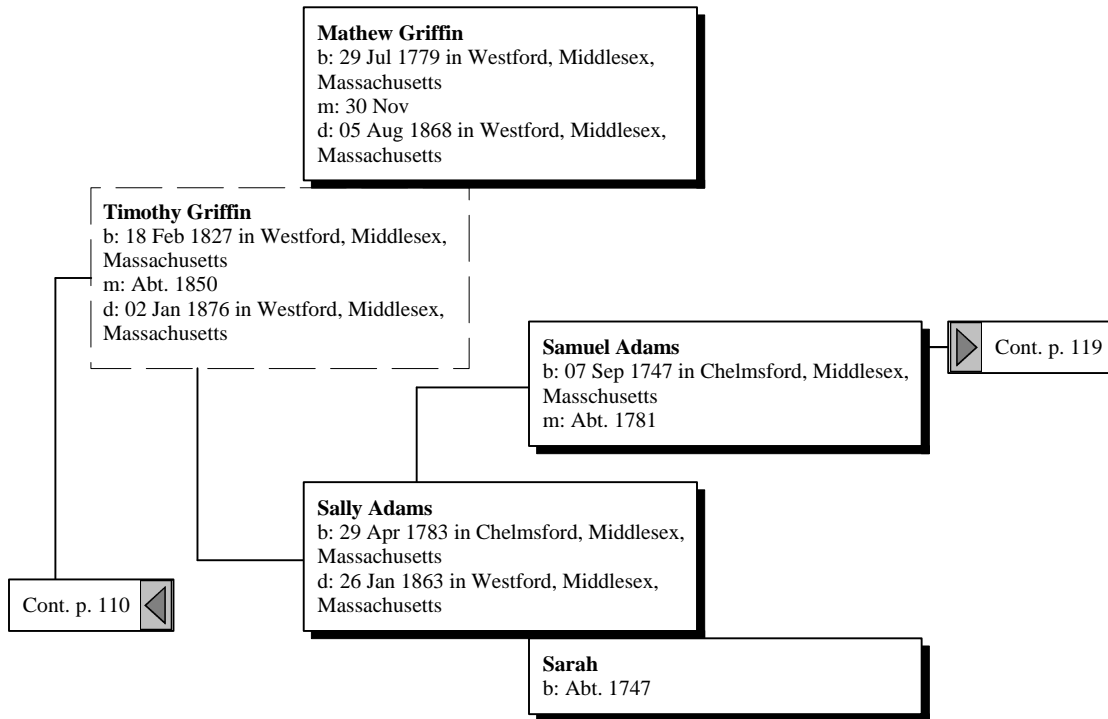 Mathew Griffin
b: 29 Jul 1779 in Westford, Middlesex,
Massachusetts
m: 30 Nov
d: 05 Aug 1868 in Westford, Middlesex,
Massachusetts
Timothy Griffin
b: 18 Feb 1827 in Westford, Middlesex,
Massachusetts
m: Abt. 1850
d: 02 Jan 1876 in Westford, Middlesex,
Massachusetts
Samuel Adams
b: 07 Sep 1747 in Chelmsford, Middlesex,
Masschusetts
m: Abt. 1781
Cont. p. 119
Sally Adams
b: 29 Apr 1783 in Chelmsford, Middlesex,
Massachusetts
d: 26 Jan 1863 in Westford, Middlesex,
Massachusetts
Cont. p. 110
Sarah
b: Abt. 1747